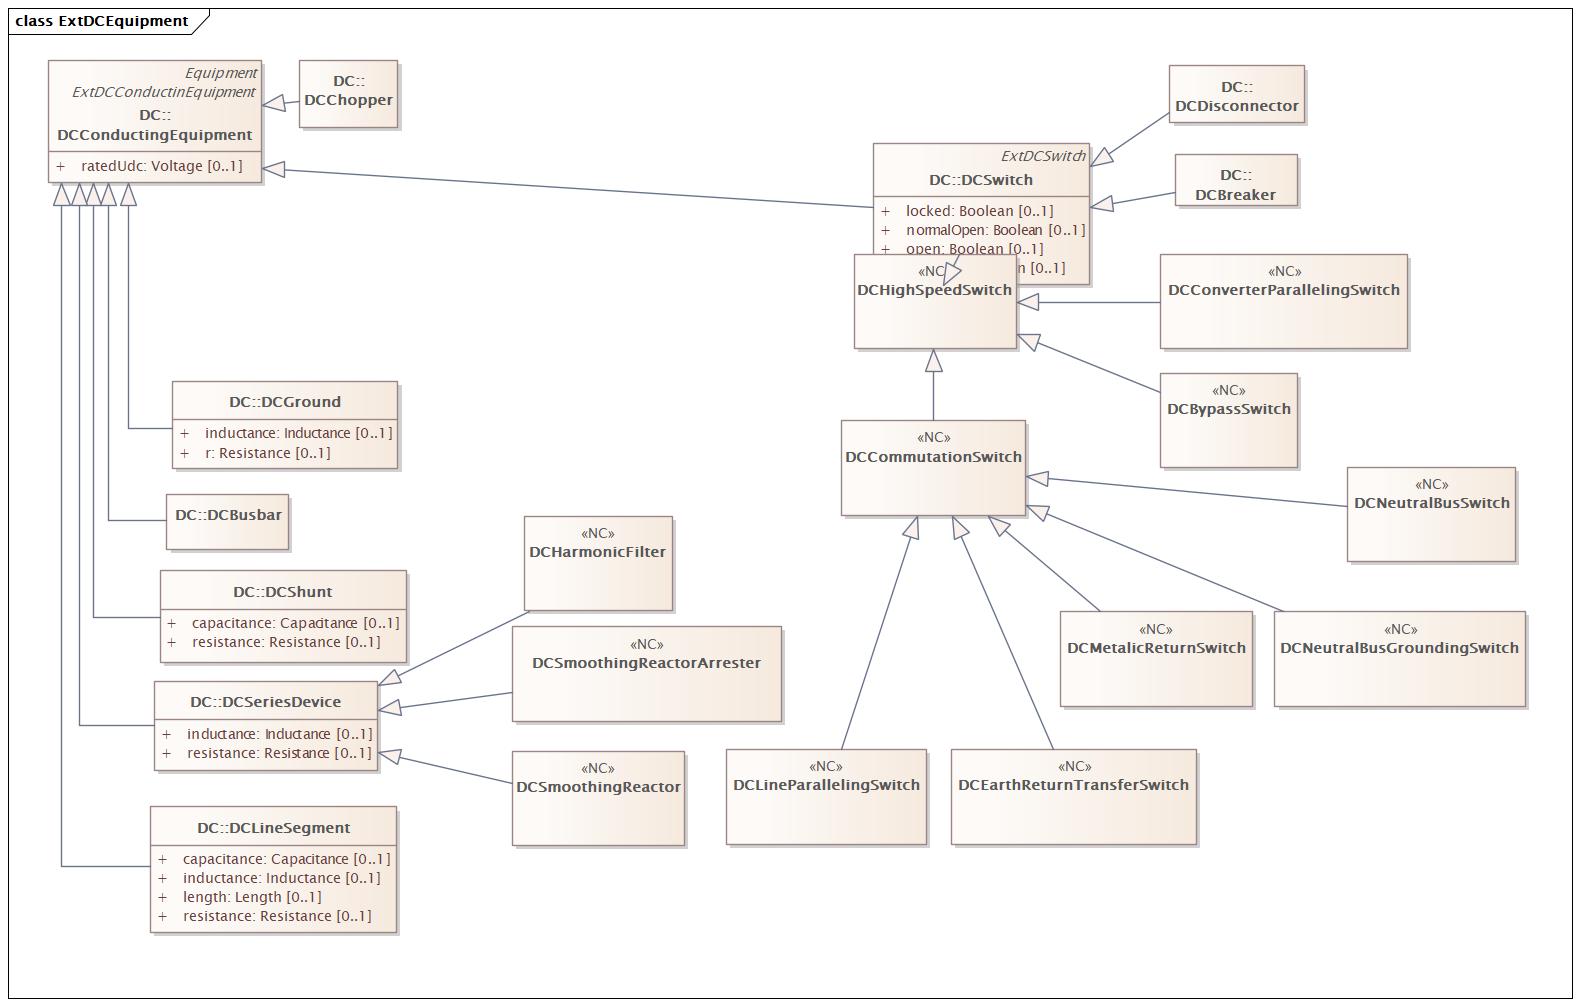 class ExtDCEquipment
Equipment
ExtDCConductinEquipment
DC::
DCConductingEquipment
+ ratedUdc: Voltage [0..1]
DC::
DCChopper
DC::
DCDisconnector
ExtDCSwitch
DC::DCSwitch
+ locked: Boolean [0..1]
+ normalOpen: Boolean [0..1]
+ open: Boolean [0..1]
[0..1]
DC::
DCBreaker
«NC»
DCHighSpeedSwitch
«NC»
DCConverterParallelingSwitch
«NC»
DCBypassSwitch
DC::DCGround
+ inductance: Inductance [0..1]
+ r: Resistance [0..1]
«NC»
DCCommutationSwitch
«NC»
DCNeutralBusSwitch
DC::DCBusbar
«NC»
DCHarmonicFilter
DC::DCShunt
+ capacitance: Capacitance [0..1]
+ resistance: Resistance [0..1]
«NC»
DCSmoothingReactorArrester
«NC»
DCMetalicReturnSwitch
«NC»
DCNeutralBusGroundingSwitch
DC::DCSeriesDevice
+ inductance: Inductance [0..1]
+ resistance: Resistance [0..1]
«NC»
DCSmoothingReactor
«NC»
DCLineParallelingSwitch
«NC»
DCEarthReturnTransferSwitch
DC::DCLineSegment
+ capacitance: Capacitance [0..1]
+ inductance: Inductance [0..1]
+ length: Length [0..1]
+ resistance: Resistance [0..1]